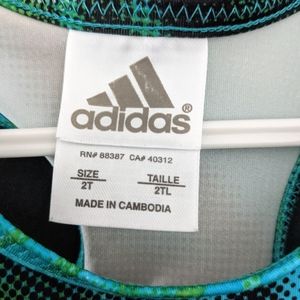 adidas®
RN# 88387 CA# 40312
SIZE TAILLE
2T 2TL
MADE IN CAMBODIA